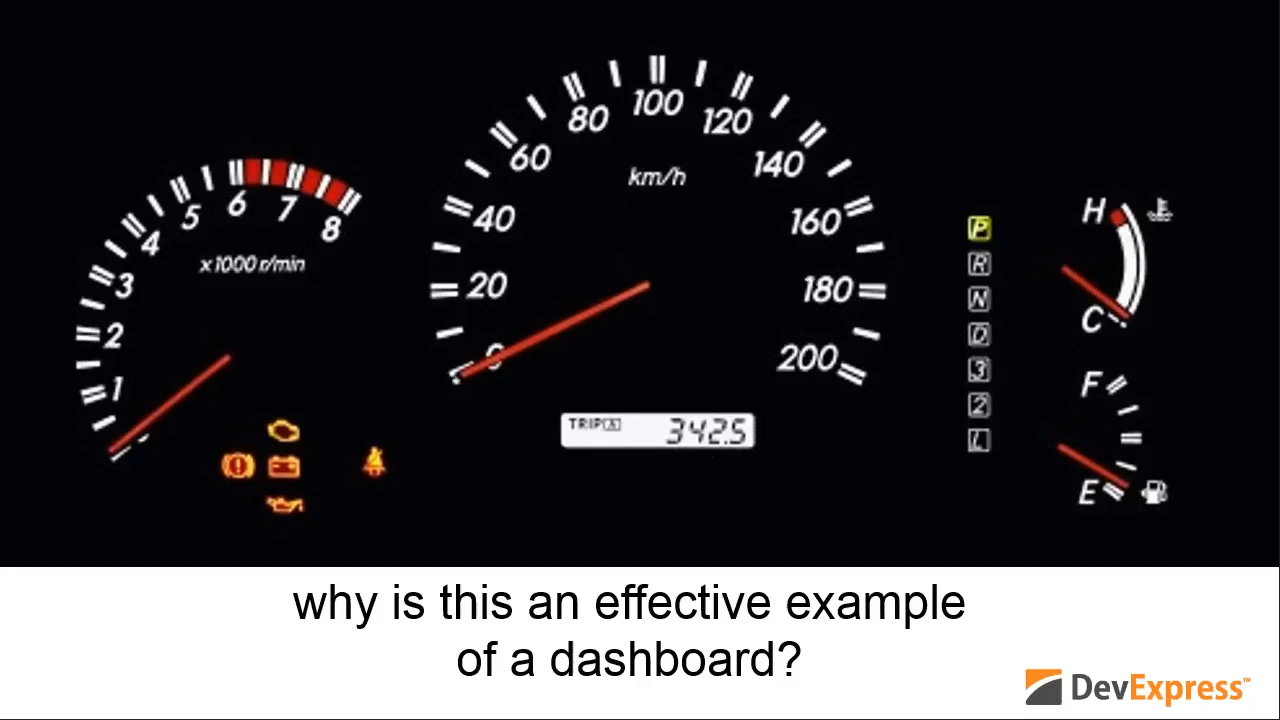 80 100 120
60 140
40 160
20 180
200
km/h
5 6 7 8
4
3
2
1
x1000 r/min
TRIP A 342.5
P
R
N
D
3
2
L
H
C
F
E
why is this an effective example
of a dashboard?
DevExpress™